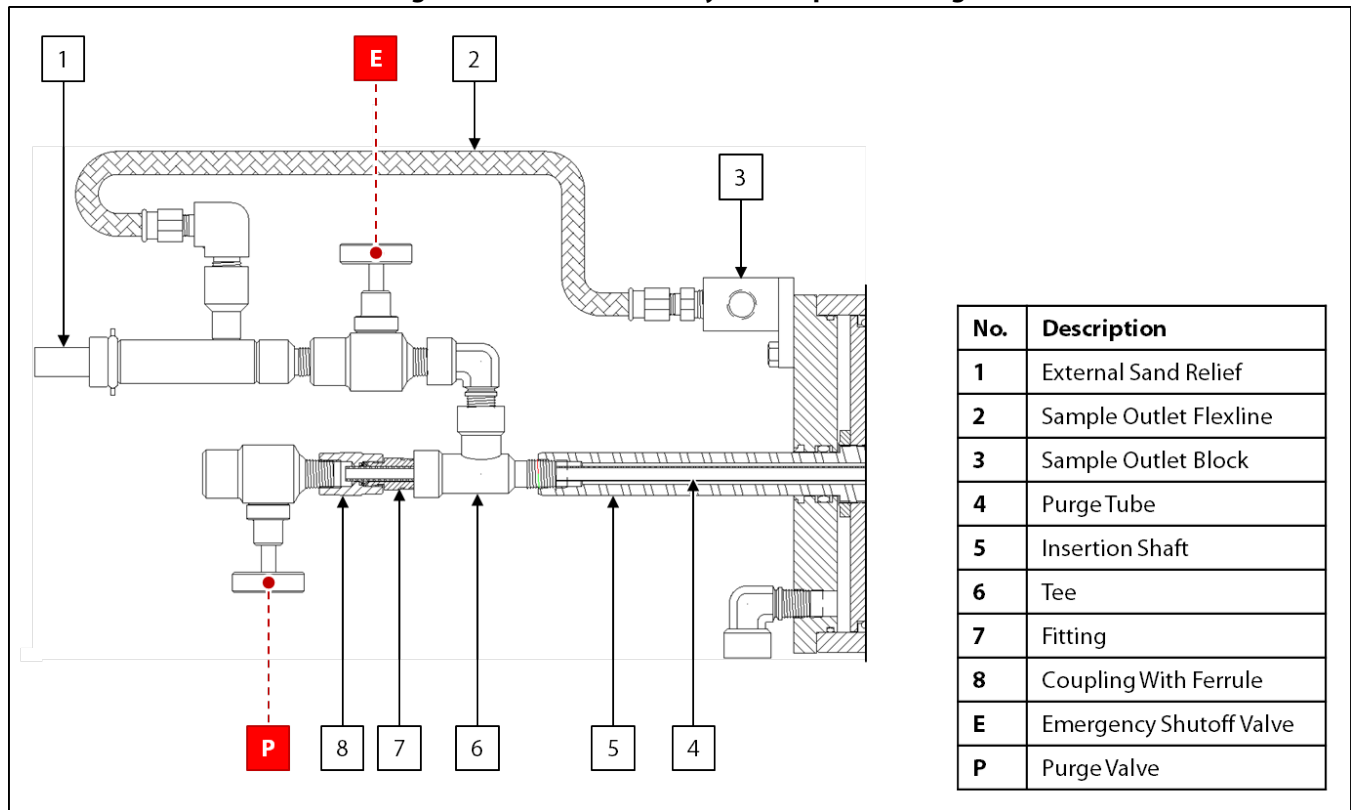 1
E
2
3
No. Description
1 External Sand Relief
2 Sample Outlet Flexline
3 Sample Outlet Block
4 Purge Tube
5 Insertion Shaft
6 Tee
7 Fitting
8 Coupling With Ferrule
E Emergency Shutoff Valve
P Purge Valve
P
8
7
6
5
4